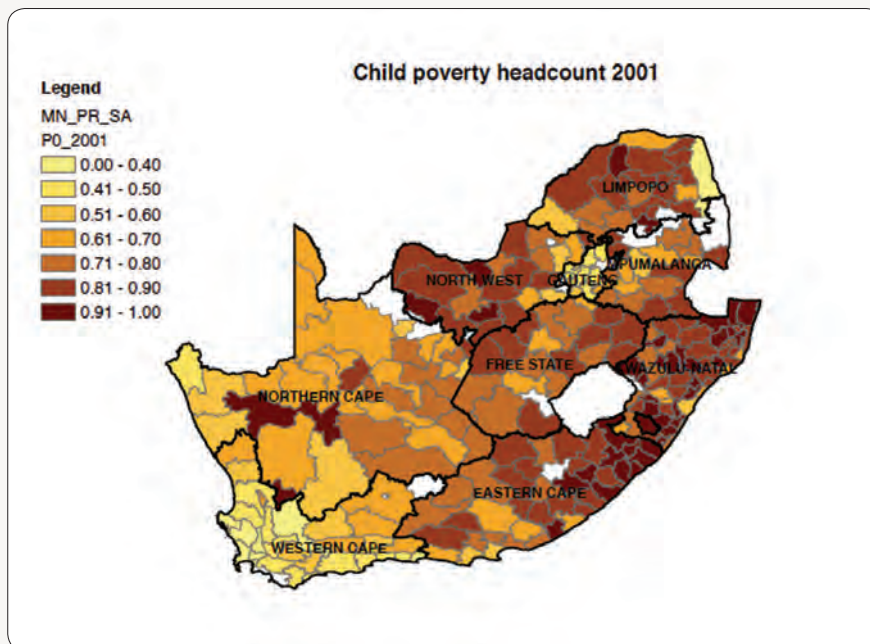 Child poverty headcount 2001
Legend
MN_PR_SA
P0_2001
0.00 - 0.40
0.41 - 0.50
0.51 - 0.60
0.61 - 0.70
0.71 - 0.80
0.81 - 0.90
0.91 - 1.00
LIMPOPO
NORTH WEST
GAUTENG
MPUMALANGA
FREE STATE
KWAZULU-NATAL
NORTHERN CAPE
EASTERN CAPE
WESTERN CAPE